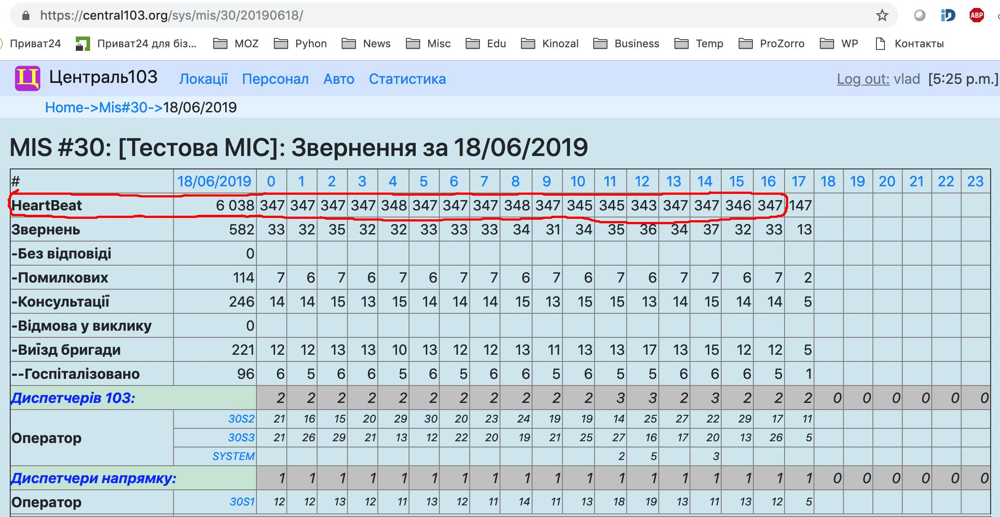 https://central103.org/sys/mis/30/20190618/
ABP
Приват24 Приват24 для біз... MOZ Pyhon News Misc Edu Kinozal Business Temp ProZorro WP Контакты
Ц Централь103 Локації Персонал Авто Статистика Log out: vlad [5:25 p.m.]
Home->Mis#30->18/06/2019
MIS #30: [Тестова МІС]: Звернення за 18/06/2019
# 18/06/2019 0 1 2 3 4 5 6 7 8 9 10 11 12 13 14 15 16 17 18 19 20 21 22 23
HeartBeat 6 038 347 347 347 347 348 347 347 347 348 347 345 345 343 347 347 346 347 147
Звернень 582 33 32 35 32 32 33 33 33 34 31 34 35 36 34 37 32 33 13
-Без відповіді 0
-Помилкових 114 7 6 7 6 7 6 7 7 6 7 6 7 6 7 7 6 7 2
-Консультації 246 14 14 15 13 15 14 14 14 15 13 15 15 13 14 15 14 14 5
-Відмова у виклику 0
-Виїзд бригади 221 12 12 13 13 10 13 12 12 13 11 13 13 17 13 15 12 12 5
--Госпіталізовано 96 6 5 6 6 5 6 5 6 6 5 6 5 5 6 6 6 5 1
Диспетчерів 103: 2 2 2 2 2 2 2 2 2 2 2 3 3 2 3 2 2 2 0 0 0 0 0 0
Оператор 30S2 21 16 15 20 29 30 20 23 24 19 19 14 25 27 22 29 17 11
30S3 21 26 29 21 13 12 22 20 19 21 25 27 16 17 20 13 26 5
SYSTEM 2 5 3
Диспетчери напрямку: 1 1 1 1 1 1 1 1 1 1 1 1 1 1 1 1 1 1 0 0 0 0 0 0
Оператор 30S1 12 12 13 12 11 13 12 11 14 11 13 18 19 13 11 13 12 5